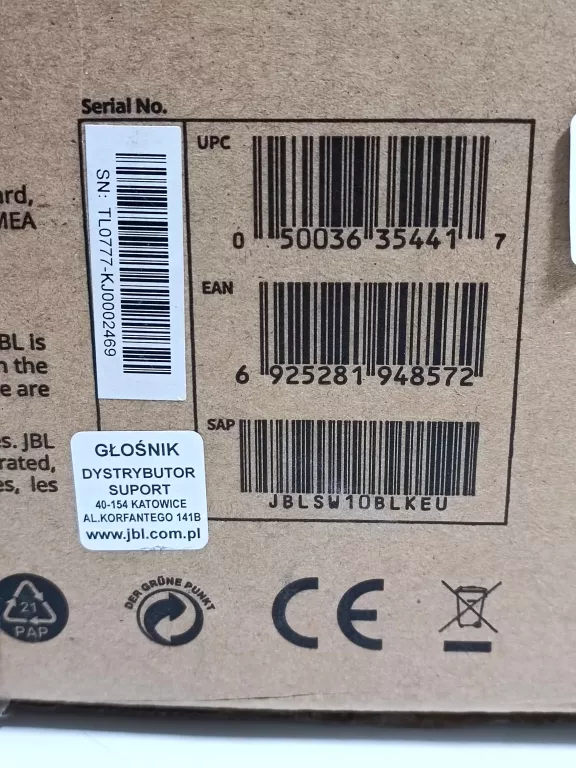 Serial No.
SN: TL0777-KJ0002469
UPC
0 50036 35441 7
EAN
6 925281 948572
SAP
JBLSW10BLKEU
MEA
BL is
n the
e are
s. JBL
rated,
es, les
GŁOŚNIK
DYSTRYBUTOR
SUPORT
40-154 KATOWICE
AL.KORFANTEGO 141B
www.jbl.com.pl
21
PAP
DER GRÜNE PUNKT
CE